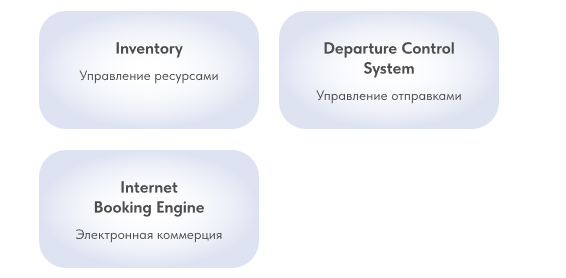 Inventory
Управление ресурсами
Departure Control
System
Управление отправками
Internet
Booking Engine
Электронная коммерция